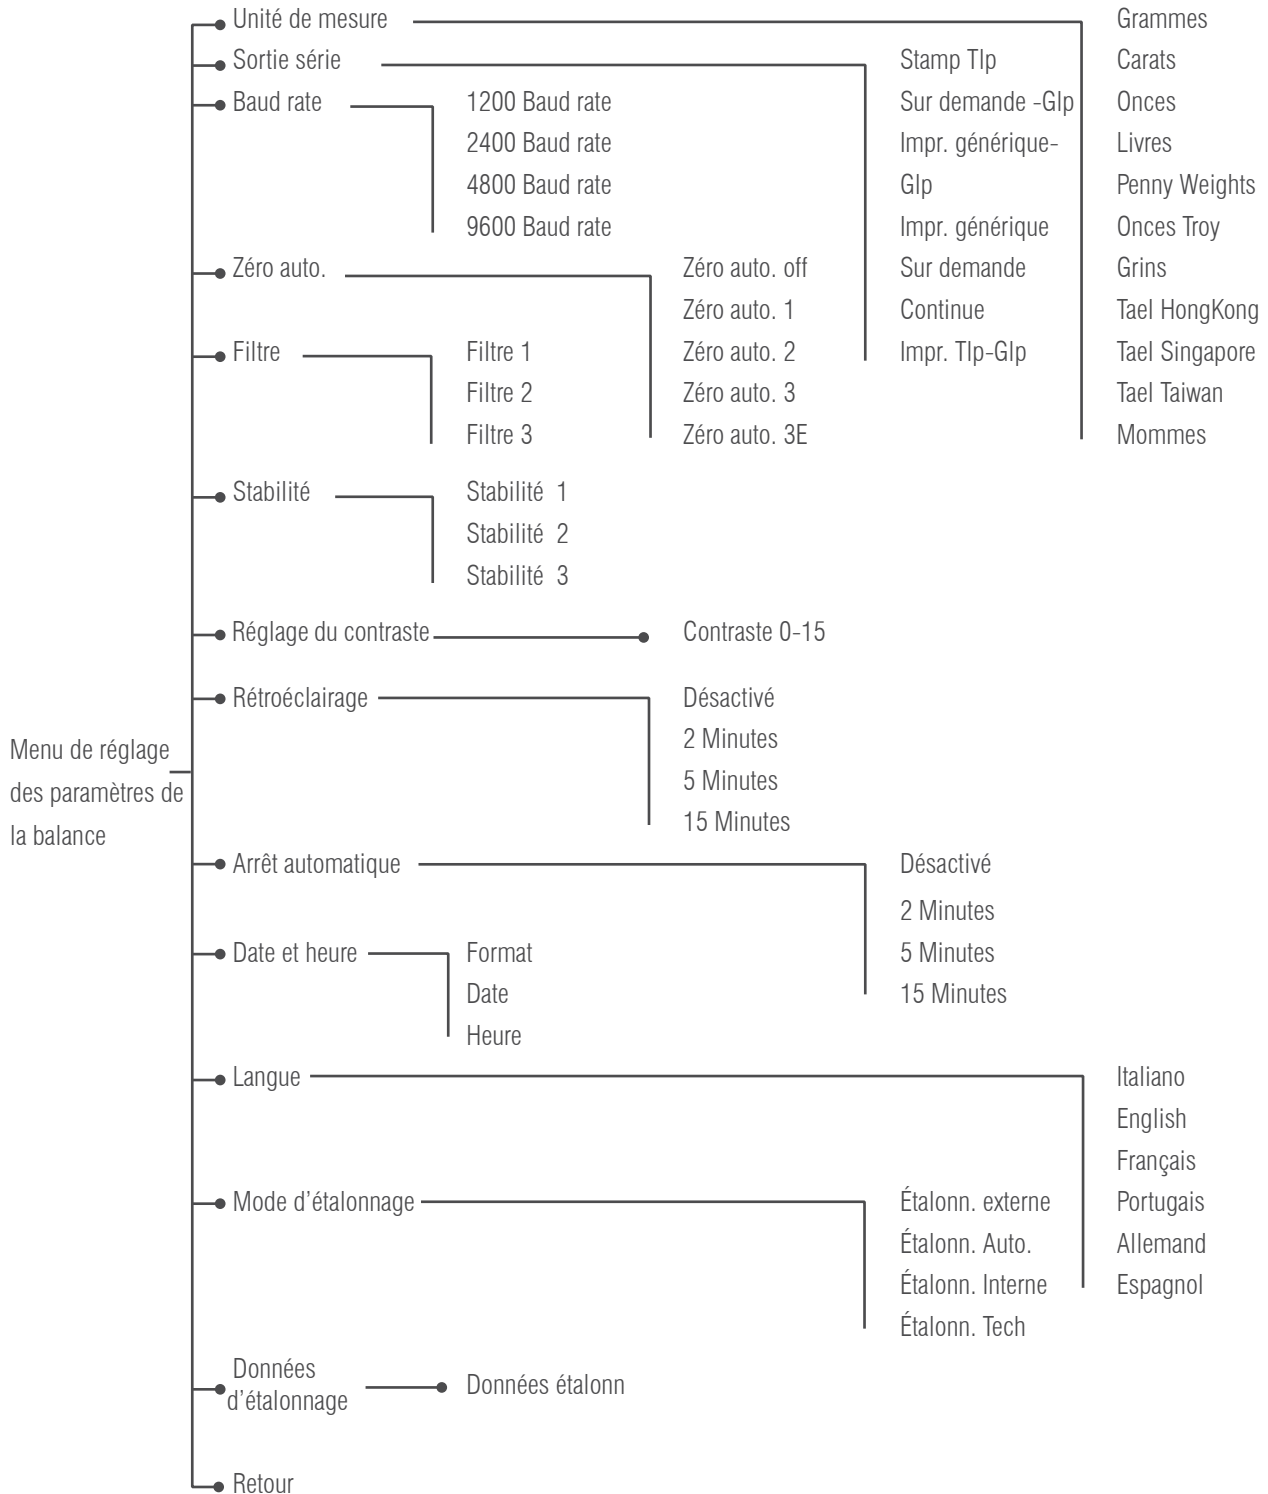 Unité de mesure
Grammes
Carats
Onces
Livres
Penny Weights
Onces Troy
Grins
Tael HongKong
Tael Singapore
Tael Taiwan
Mommes
Sortie série
Stamp Tlp
Sur demande -Glp
Impr. générique-
Glp
Impr. générique
Sur demande
Continue
Impr. Tlp-Glp
Baud rate
1200 Baud rate
2400 Baud rate
4800 Baud rate
9600 Baud rate
Zéro auto.
Zéro auto. off
Zéro auto. 1
Zéro auto. 2
Zéro auto. 3
Zéro auto. 3E
Filtre
Filtre 1
Filtre 2
Filtre 3
Stabilité
Stabilité 1
Stabilité 2
Stabilité 3
Réglage du contraste
Contraste 0-15
Rétroéclairage
Désactivé
2 Minutes
5 Minutes
15 Minutes
Menu de réglage
des paramètres de
la balance
Arrêt automatique
Désactivé
2 Minutes
5 Minutes
15 Minutes
Date et heure
Format
Date
Heure
Langue
Italiano
English
Français
Portugais
Allemand
Espagnol
Mode d'étalonnage
Étalonn. externe
Étalonn. Auto.
Étalonn. Interne
Étalonn. Tech
Données
d'étalonnage
Données étalonn
Retour